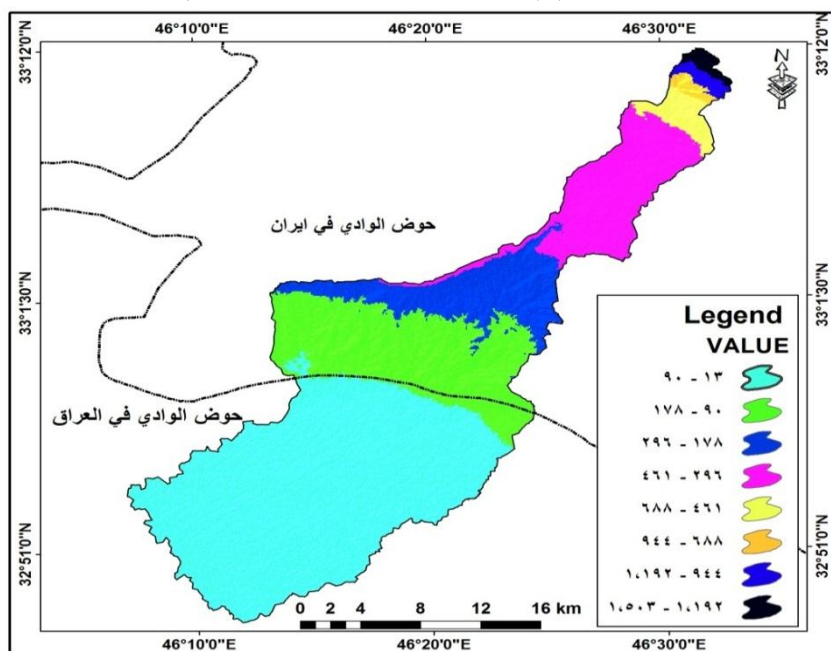 46°10'0"E 46°20'0"E 46°30'0"E
33°12'0"N 33°12'0"N
N
حوض الوادي في ايران
33°1'30"N 33°1'30"N
Legend
VALUE
٩٠ - ١٣
١٧٨ - ٩٠
حوض الوادي في العراق
٢٩٦ - ١٧٨
٤٦١ - ٢٩٦
٦٨٨ - ٤٦١
٩٤٤ - ٦٨٨
١،١٩٢ - ٩٤٤
١،٥٠٣ - ١،١٩٢
32°51'0"N 32°51'0"N
0 2 4 8 12 16 km
46°10'0"E 46°20'0"E 46°30'0"E